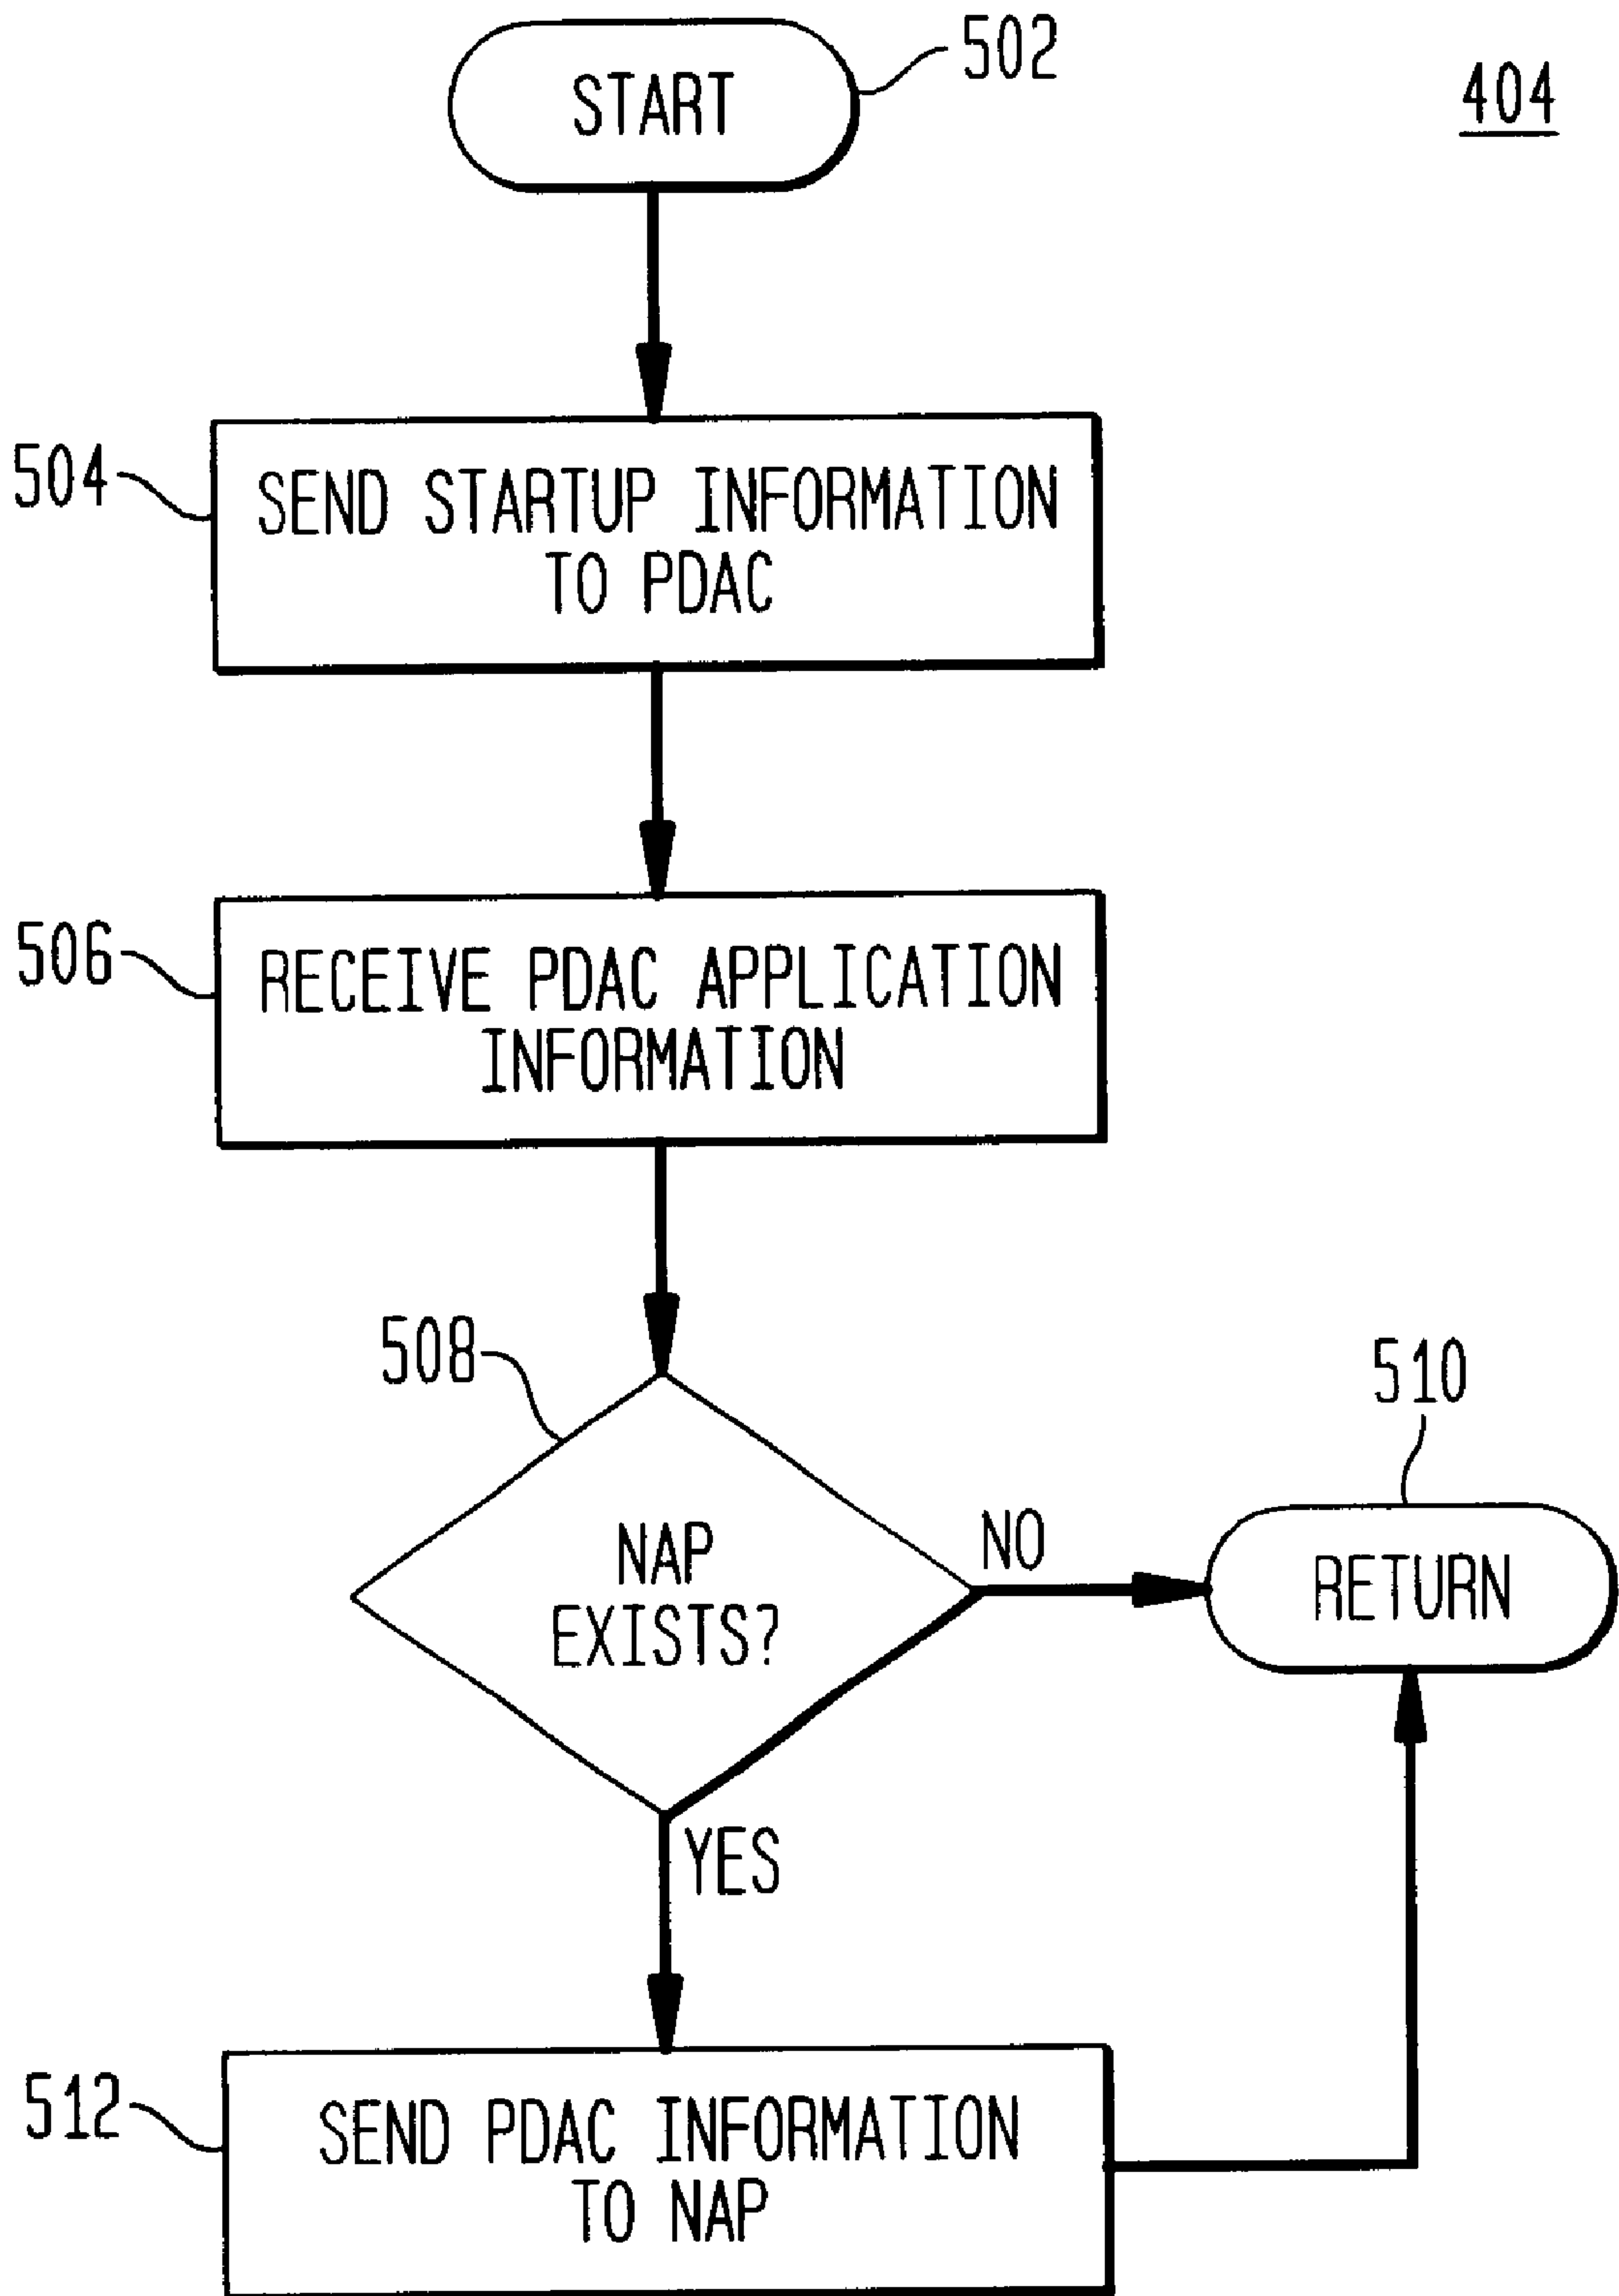 502
START
404
504
SEND STARTUP INFORMATION
TO PDAC
506
RECEIVE PDAC APPLICATION
INFORMATION
508
510
NAP
EXISTS?
NO
RETURN
YES
512
SEND PDAC INFORMATION
TO NAP